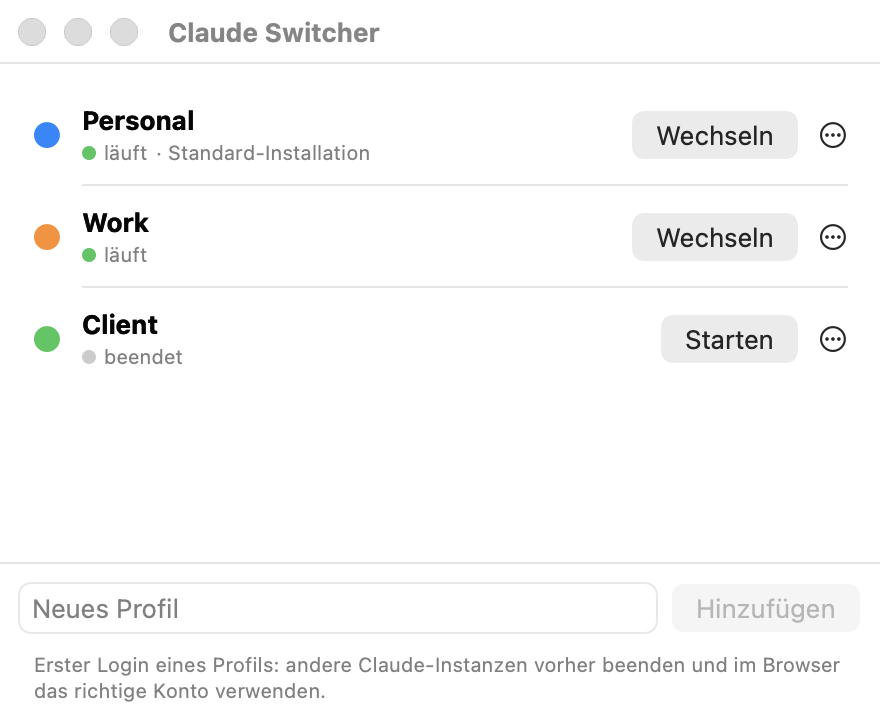 Claude Switcher
Personal
läuft · Standard-Installation
Wechseln
Work
läuft
Wechseln
Client
beendet
Starten
Neues Profil
Hinzufügen
Erster Login eines Profils: andere Claude-Instanzen vorher beenden und im Browser
das richtige Konto verwenden.